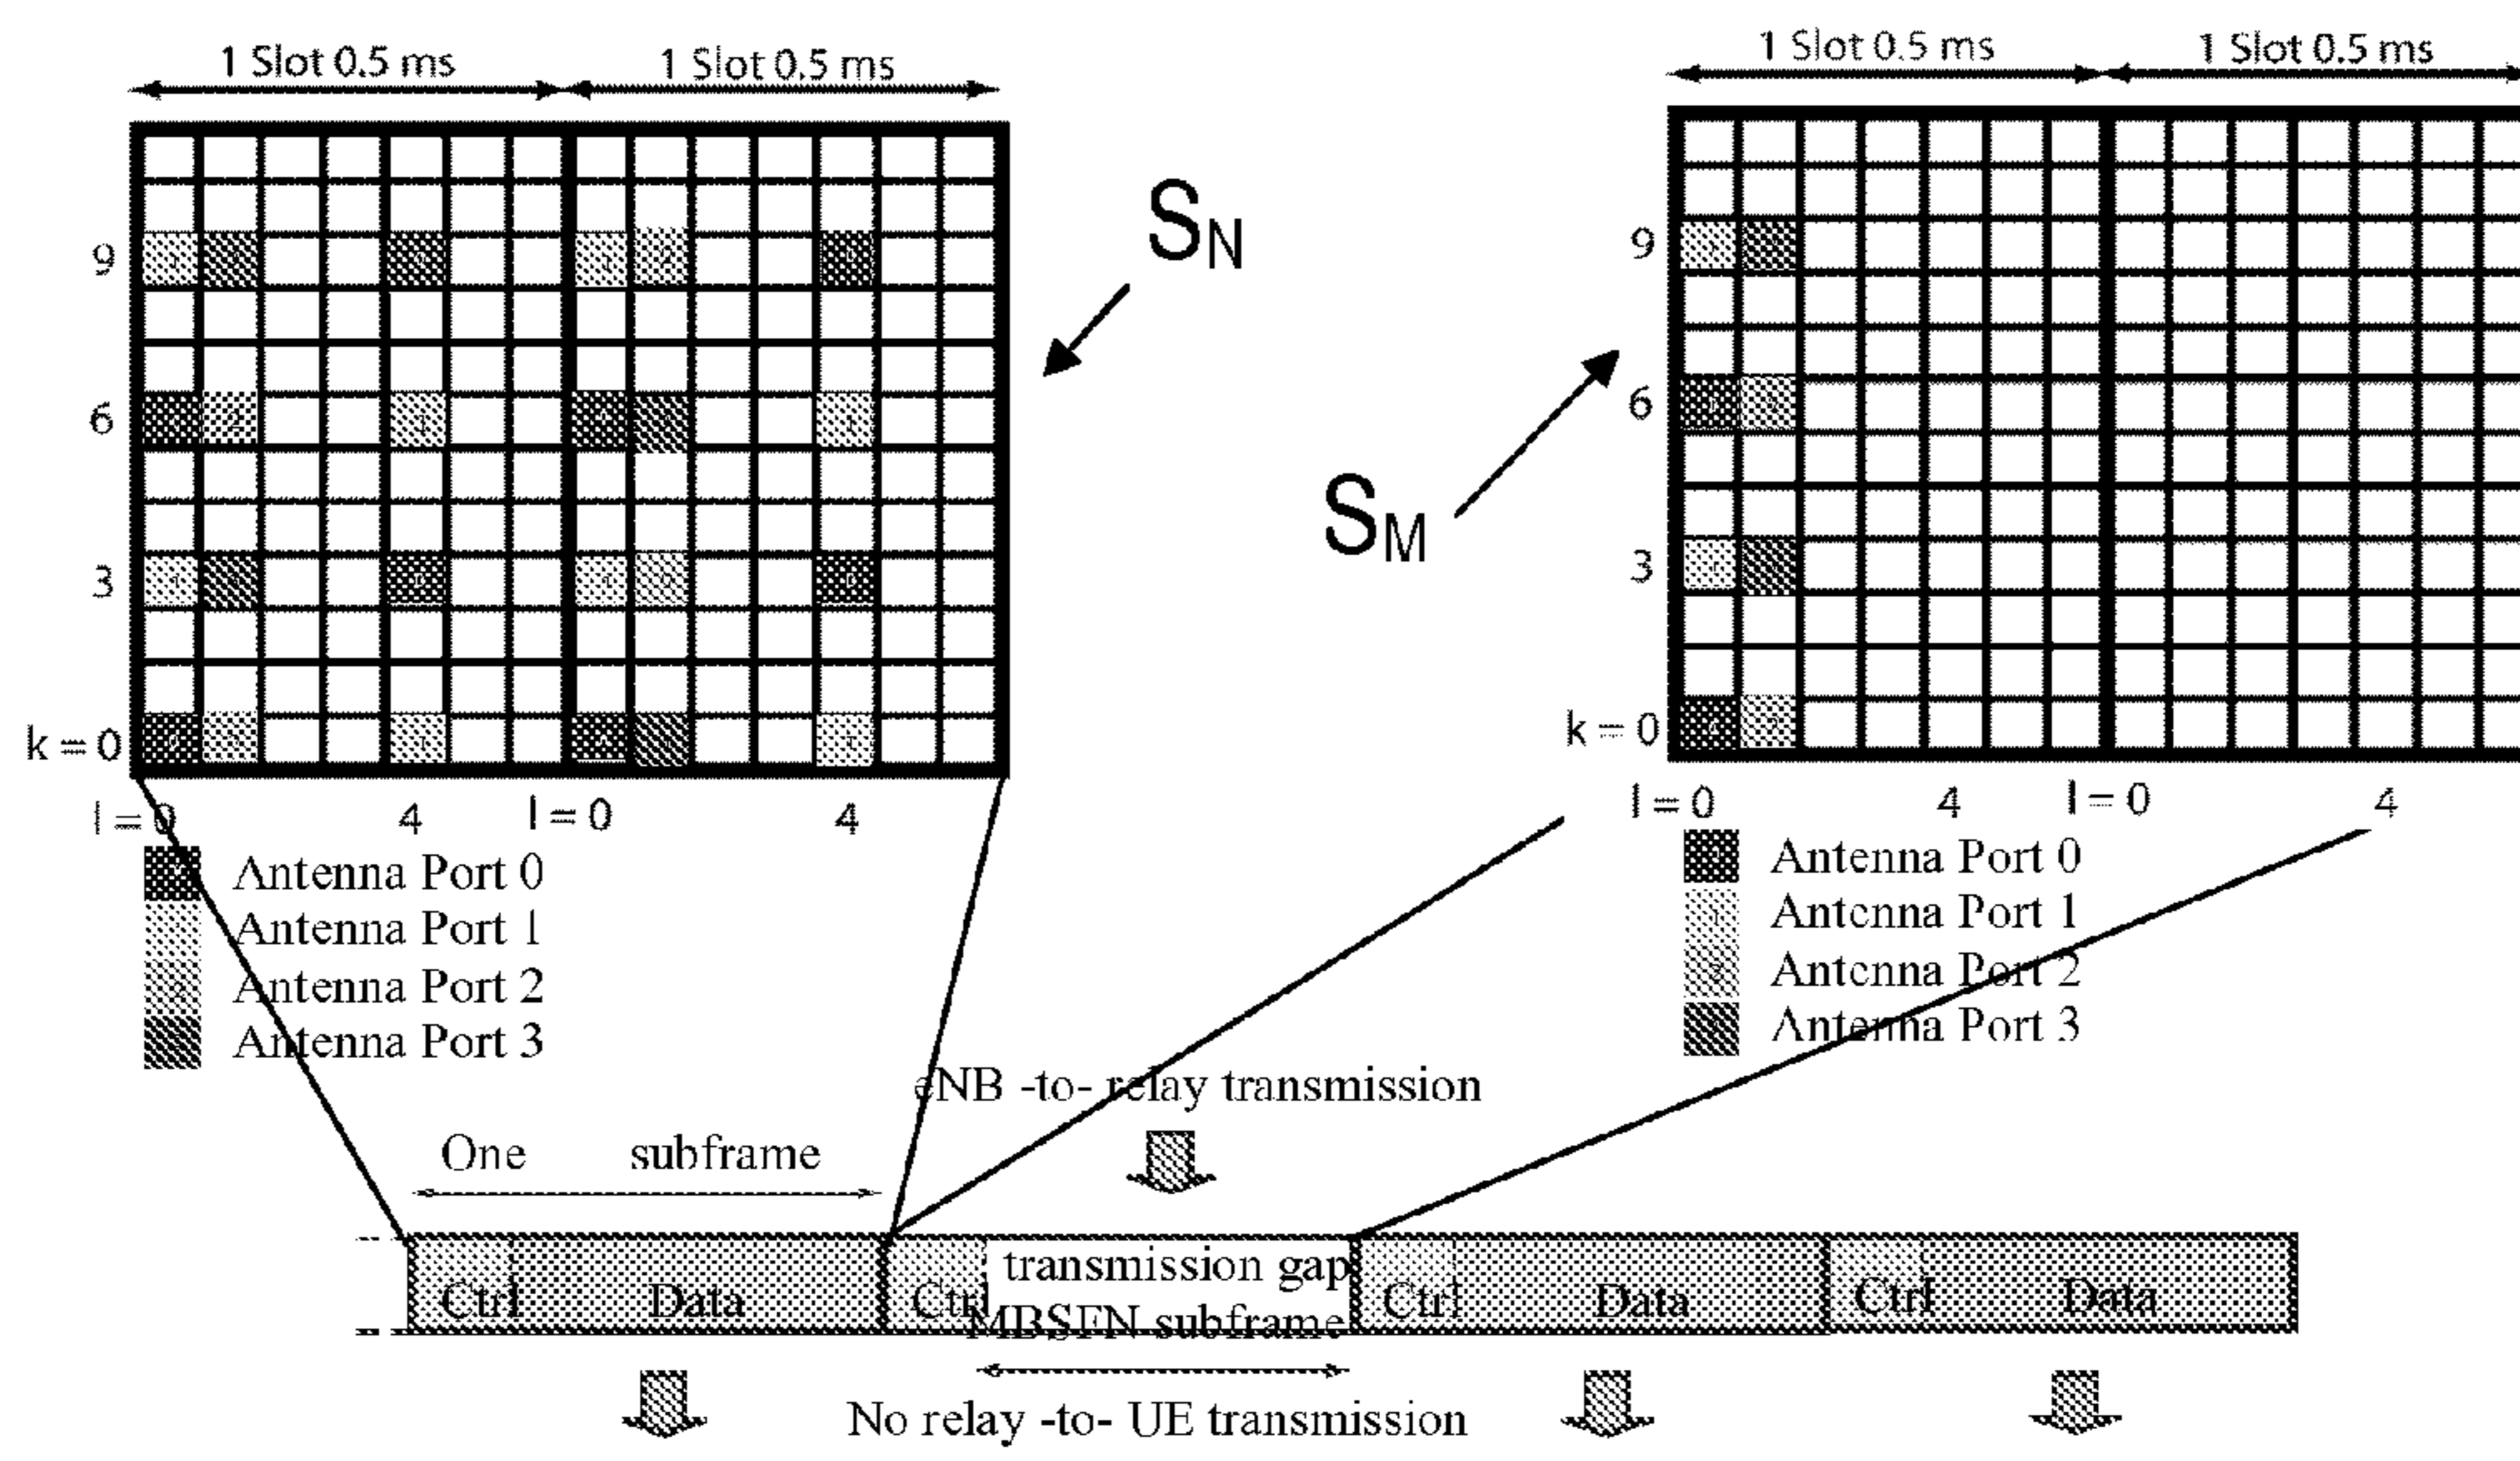 1 Slot 0.5 ms
1 Slot 0.5 ms
9
6
3
k = 0
l = 0
4
l = 0
4
Antenna Port 0
Antenna Port 1
Antenna Port 2
Antenna Port 3
SN
SM
1 Slot 0.5 ms
1 Slot 0.5 ms
9
6
3
k = 0
l = 0
4
l = 0
4
Antenna Port 0
Antenna Port 1
Antenna Port 2
Antenna Port 3
eNB -to- relay transmission
One subframe
Ctrl
Data
Ctrl
transmission gap
MBSFN subframe
Ctrl
Data
Ctrl
Data
No relay -to- UE transmission